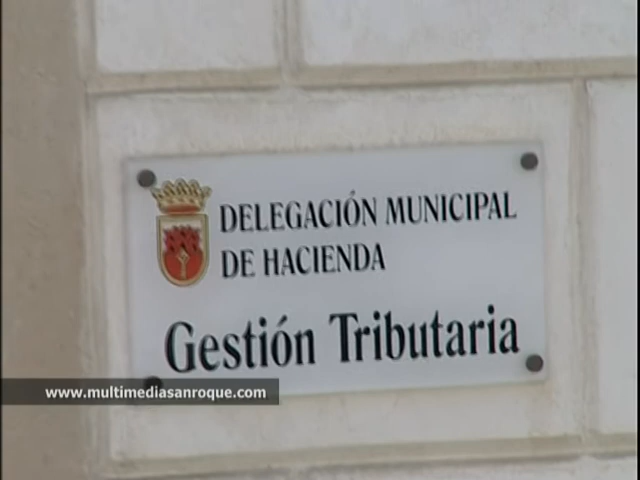 DELEGACIÓN MUNICIPAL
DE HACIENDA
Gestión Tributaria
www.multimediasanroque.com